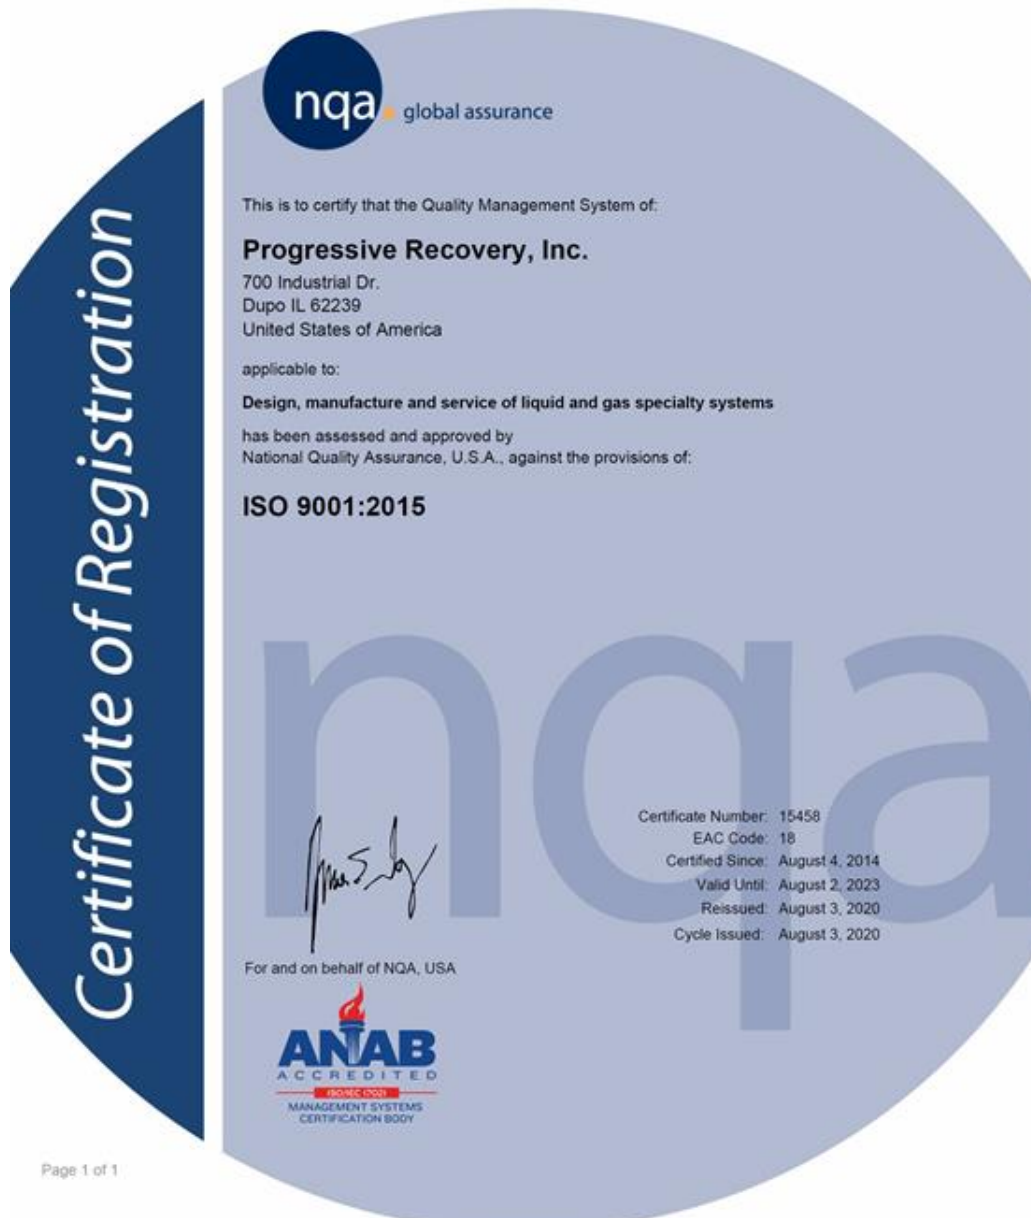 nqa. global assurance
Certificate of Registration
This is to certify that the Quality Management System of:
Progressive Recovery, Inc.
700 Industrial Dr.
Dupo IL 62239
United States of America
applicable to:
Design, manufacture and service of liquid and gas specialty systems
has been assessed and approved by
National Quality Assurance, U.S.A., against the provisions of:
ISO 9001:2015
nqa
Certificate Number: 15458
EAC Code: 18
Certified Since: August 4, 2014
Valid Until: August 2, 2023
Reissued: August 3, 2020
Cycle Issued: August 3, 2020
For and on behalf of NQA, USA
ANAB
ACCREDITED
ISO/IEC 17021
MANAGEMENT SYSTEMS
CERTIFICATION BODY
Page 1 of 1